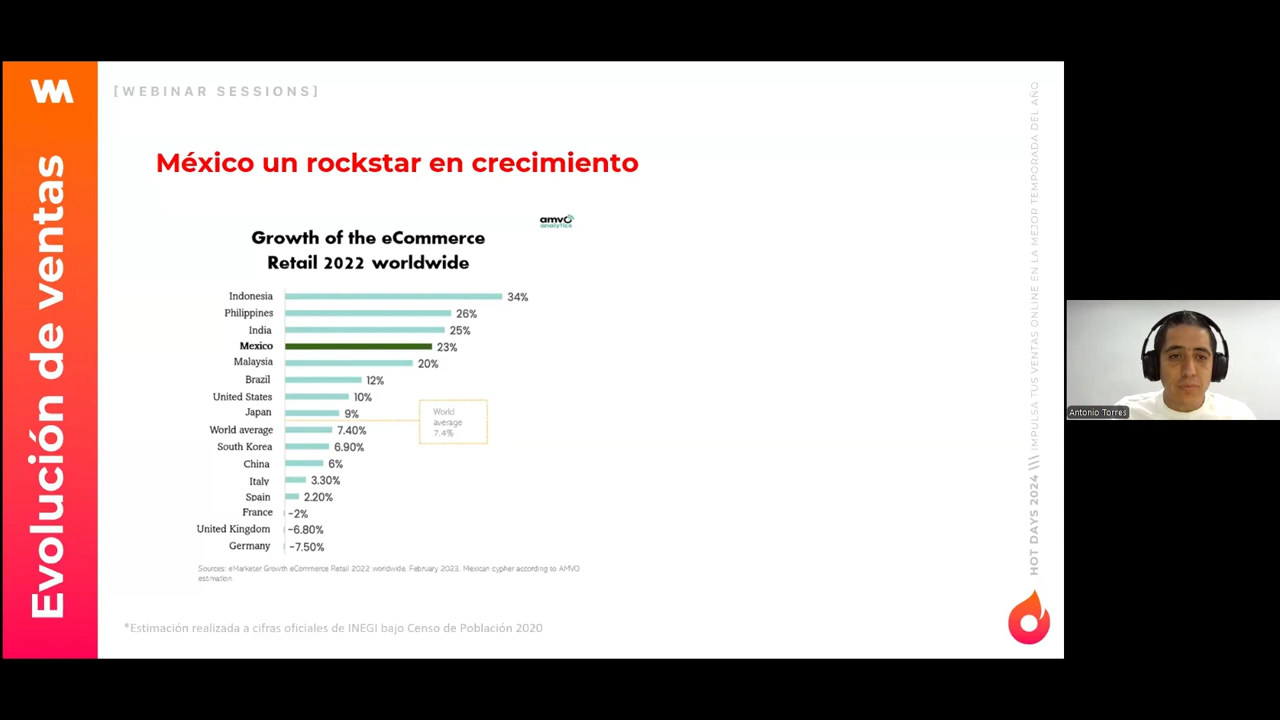 Evolución de ventas
[WEBINAR SESSIONS]
México un rockstar en crecimiento
amvo
analytics
Growth of the eCommerce
Retail 2022 worldwide
Indonesia 34%
Philippines 26%
India 25%
Mexico 23%
Malaysia 20%
Brazil 12%
United States 10%
Japan 9%
World average 7.40%
South Korea 6.90%
China 6%
Italy 3.30%
Spain 2.20%
France -2%
United Kingdom -6.80%
Germany -7.50%
World
average
7.4%
Sources: eMarketer Growth eCommerce Retail 2022 worldwide, February 2023. Mexican cypher according to AMVO
estimation.
*Estimación realizada a cifras oficiales de INEGI bajo Censo de Población 2020
HOT DAYS 2024 \\\ IMPULSA TUS VENTAS ONLINE EN LA MEJOR TEMPORADA DEL AÑO
Antonio Torres